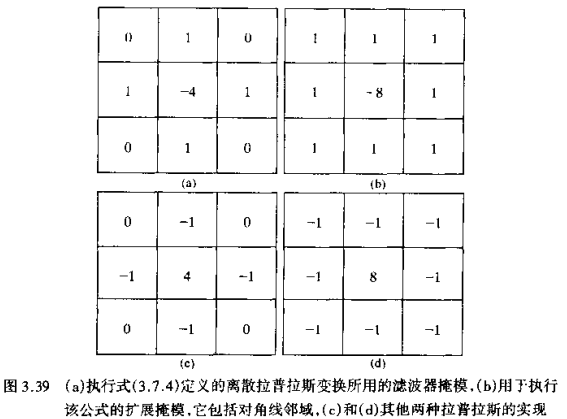 0 1 0
1 -4 1
0 1 0
(a)
1 1 1
1 -8 1
1 1 1
(b)
0 -1 0
-1 4 -1
0 -1 0
(c)
-1 -1 -1
-1 8 -1
-1 -1 -1
(d)
图 3.39 (a)执行式(3.7.4)定义的离散拉普拉斯变换所用的滤波器掩模,(b)用于执行
该公式的扩展掩模,它包括对角线邻域,(c)和(d)其他两种拉普拉斯的实现